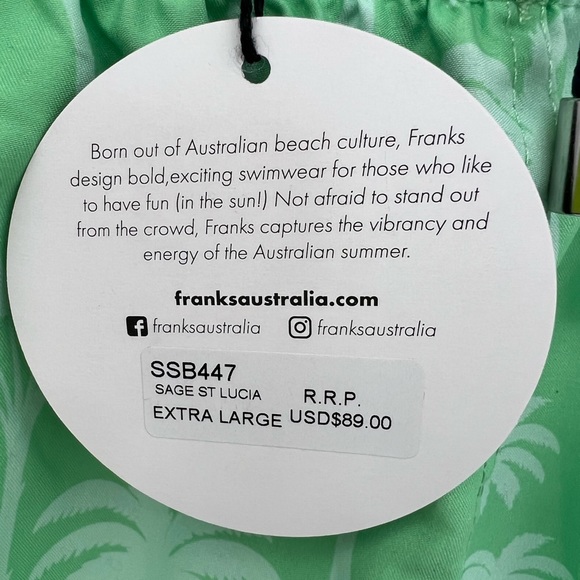 Born out of Australian beach culture, Franks
design bold,exciting swimwear for those who like
to have fun (in the sun!) Not afraid to stand out
from the crowd, Franks captures the vibrancy and
energy of the Australian summer.
franksaustralia.com
franksaustralia franksaustralia
SSB447
SAGE ST LUCIA R.R.P.
EXTRA LARGE USD$89.00